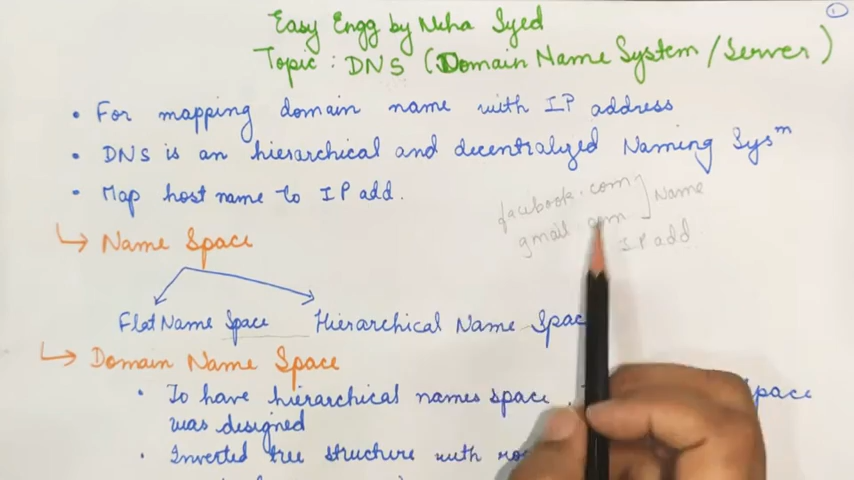 Easy Engg by Neha Syed
Topic : DNS (Domain Name System / Server)
1
• For mapping domain name with IP address
• DNS is an hierarchical and decentralized Naming Sysm
• Map host name to IP add.
facebook.com ] Name
gmail.com
IP add
↳ Name Space
Flat Name Space Hierarchical Name Spac
↳ Domain Name Space
• To have hierarchical names space, space
was designed
• Inverted tree structure with